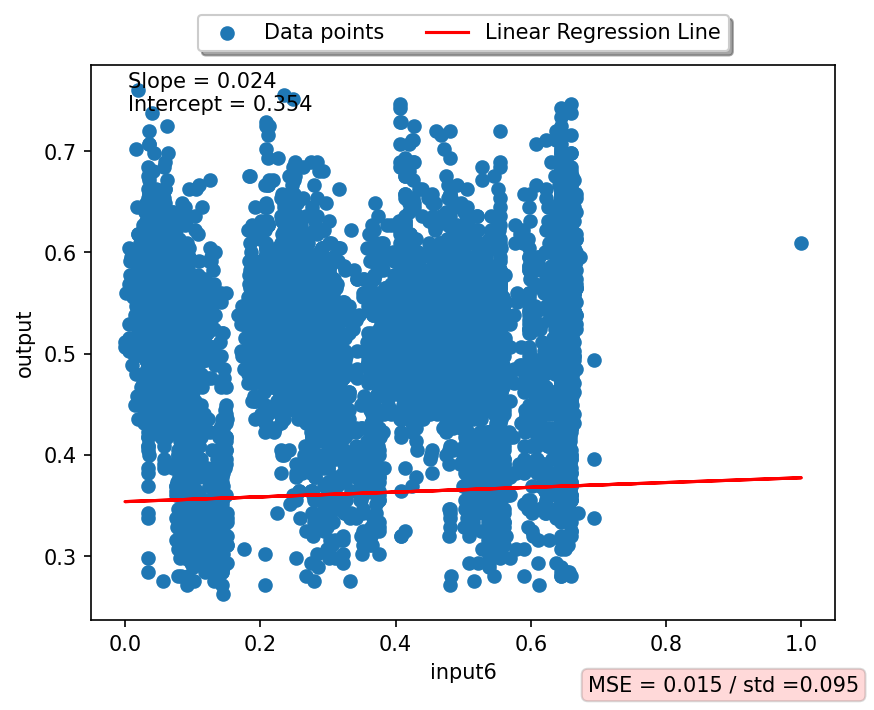 Data points
Linear Regression Line
Slope = 0.024
Intercept = 0.354
0.7
0.6
0.5
0.4
0.3
output
0.0
0.2
0.4
0.6
0.8
1.0
input6
MSE = 0.015 / std =0.095